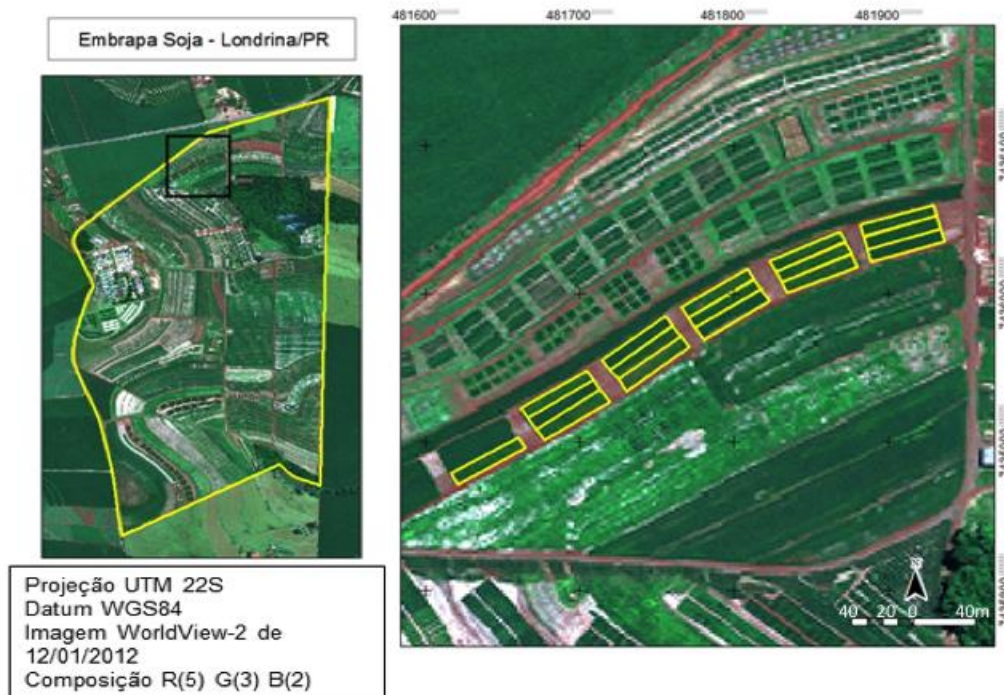 Embrapa Soja - Londrina/PR
481600 481700 481800 481900
40 20 0 40m
Projeção UTM 22S
Datum WGS84
Imagem WorldView-2 de
12/01/2012
Composição R(5) G(3) B(2)